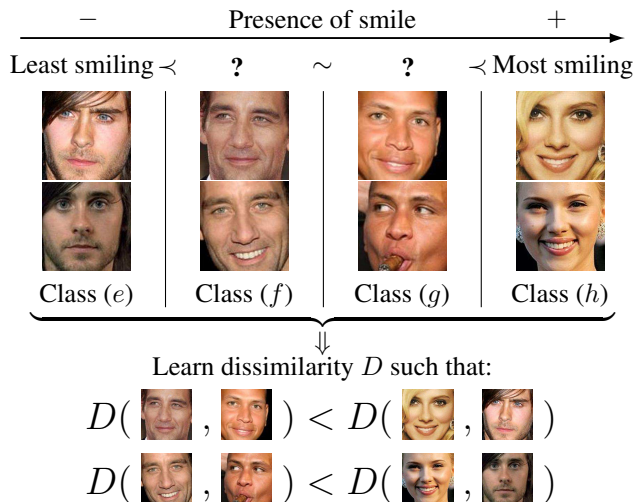 − Presence of smile +
Least smiling ≺ ? ∼ ? ≺ Most smiling
Class (e) Class (f) Class (g) Class (h)
⇓
Learn dissimilarity D such that:
D( , ) < D( , )
D( , ) < D( , )